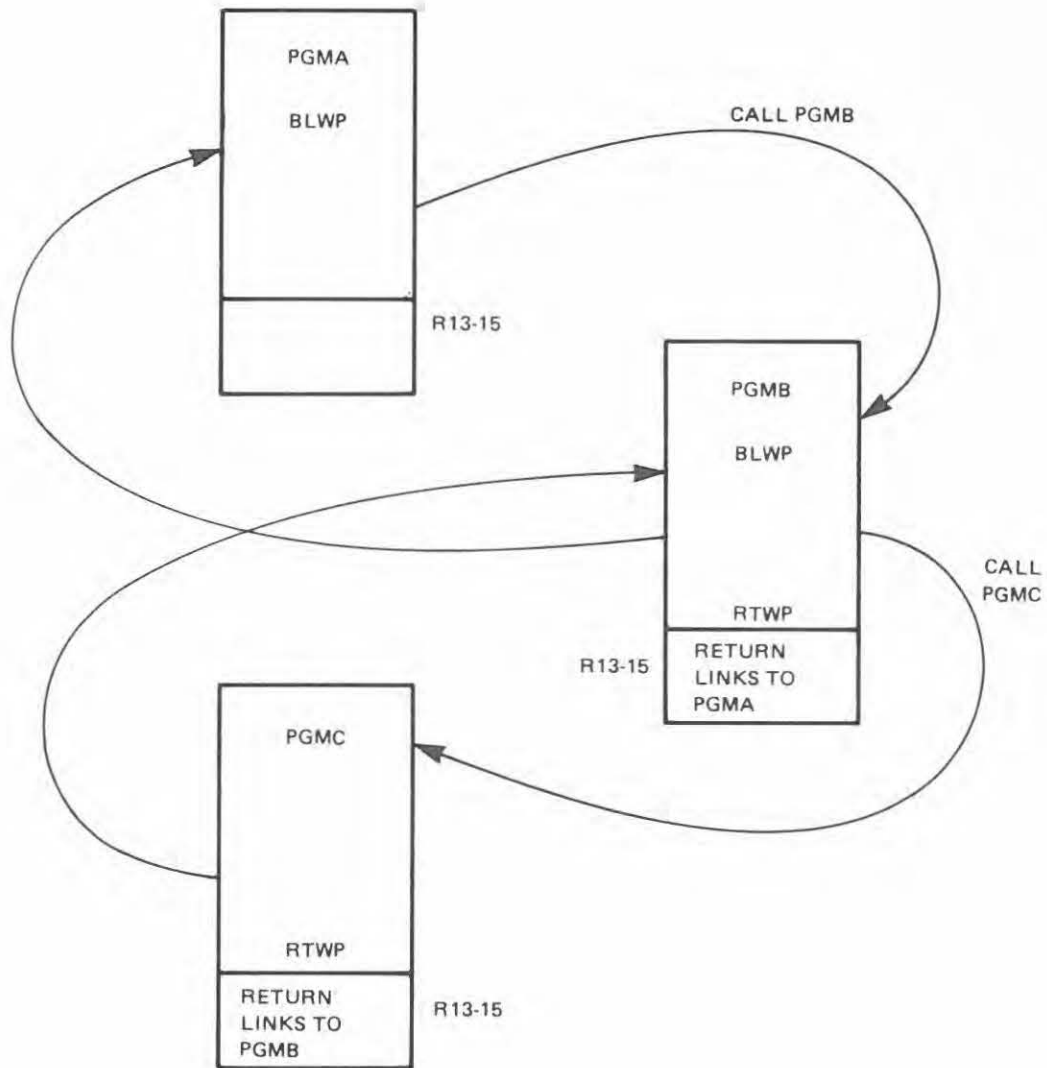 PGMA
BLWP
CALL PGMB
R13-15
PGMB
BLWP
CALL
PGMC
RTWP
R13-15
RETURN
LINKS TO
PGMA
PGMC
RTWP
RETURN
LINKS TO
PGMB
R13-15